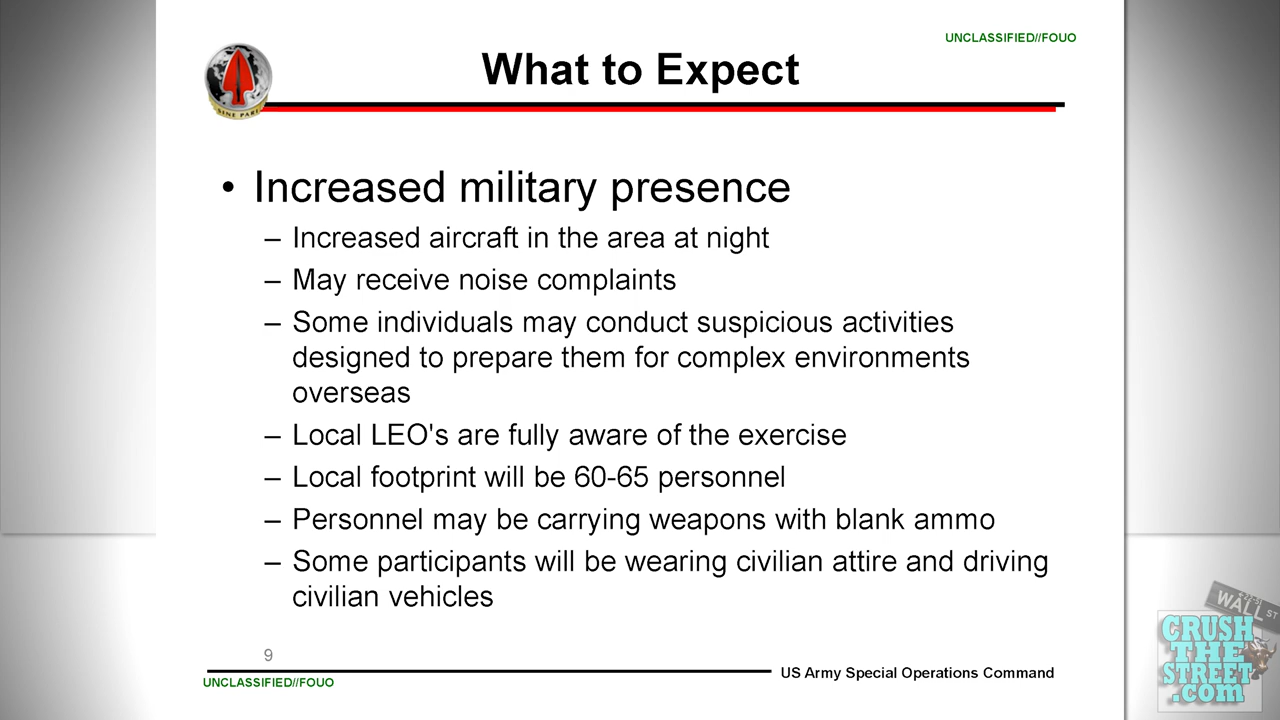 UNCLASSIFIED//FOUO
What to Expect
SINE PARI
• Increased military presence
– Increased aircraft in the area at night
– May receive noise complaints
– Some individuals may conduct suspicious activities
designed to prepare them for complex environments
overseas
– Local LEO's are fully aware of the exercise
– Local footprint will be 60-65 personnel
– Personnel may be carrying weapons with blank ammo
– Some participants will be wearing civilian attire and driving
civilian vehicles
9
US Army Special Operations Command
UNCLASSIFIED//FOUO
WALL ST
CRUSH
THE
STREET
.com